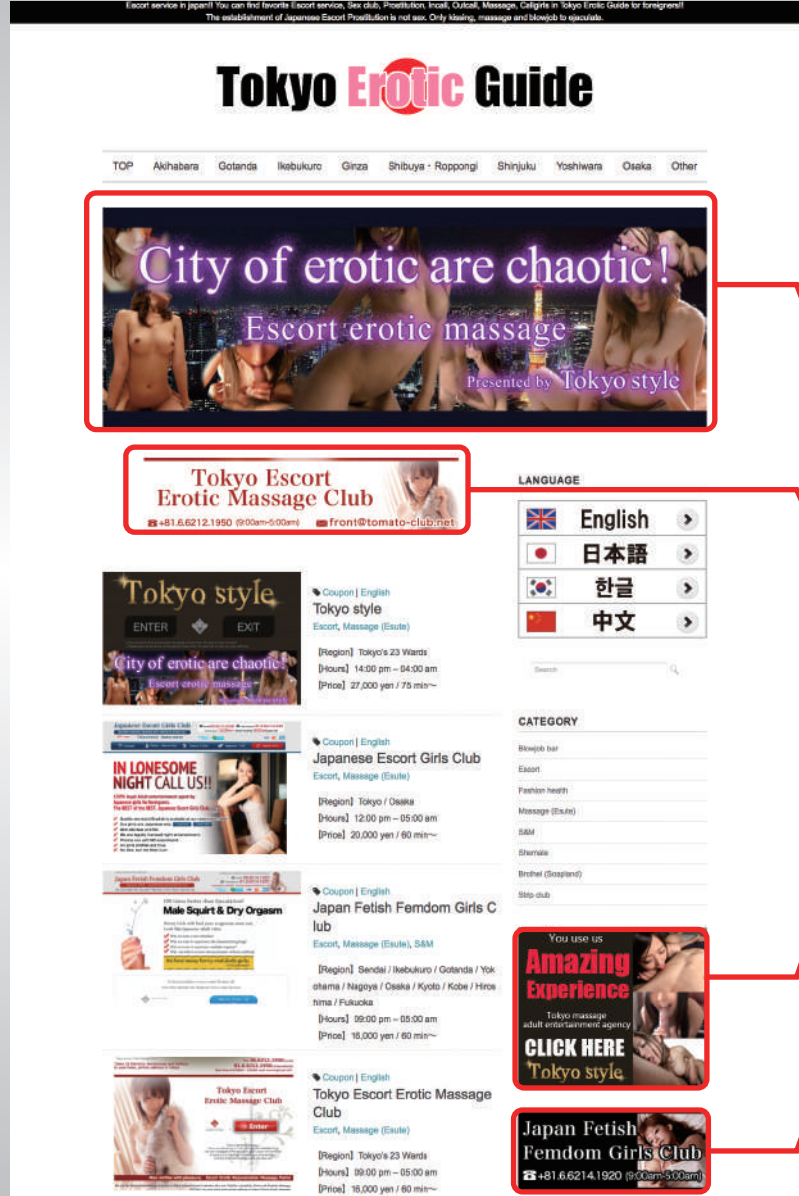 Escort service in japan!! You can find favorite Escort service, Sex club, Prostitution, Incall, Outcall, Massage, Callgirls in Tokyo Erotic Guide for foreigners!!
The establishment of Japanese Escort Prostitution is not sex. Only kissing, massage and blowjob to ejaculate.
Tokyo Erotic Guide
TOP Akihabara Gotanda Ikebukuro Ginza Shibuya・Roppongi Shinjuku Yoshiwara Osaka Other
City of erotic are chaotic!
Escort erotic massage
Presented by Tokyo style
Tokyo Escort
Erotic Massage Club
☎+81.6.6212.1950 (9:00am-5:00am) ✉front@tomato-club.net
Tokyo style
ENTER EXIT
City of erotic are chaotic!
Escort erotic massage
Coupon | English
Tokyo style
Escort, Massage (Esute)
【Region】Tokyo's 23 Wards
【Hours】14:00 pm – 04:00 am
【Price】27,000 yen / 75 min～
Japanese Escort Girls Club
IN LONESOME
NIGHT CALL US!!
Coupon | English
Japanese Escort Girls Club
Escort, Massage (Esute)
【Region】Tokyo / Osaka
【Hours】12:00 pm – 05:00 am
【Price】20,000 yen / 60 min～
Japan Fetish Femdom Girls Club
Male Squirt & Dry Orgasm
Coupon | English
Japan Fetish Femdom Girls C
lub
Escort, Massage (Esute), S&M
【Region】Sendai / Ikebukuro / Gotanda / Yok
ohama / Nagoya / Osaka / Kyoto / Kobe / Hiros
hima / Fukuoka
【Hours】09:00 pm – 05:00 am
【Price】16,000 yen / 60 min～
Tokyo Escort
Erotic Massage Club
Enter
Coupon | English
Tokyo Escort Erotic Massage
Club
Escort, Massage (Esute)
【Region】Tokyo's 23 Wards
【Hours】09:00 pm – 05:00 am
【Price】16,000 yen / 60 min～
LANGUAGE
English
日本語
한글
中文
Search
CATEGORY
Blowjob bar
Escort
Fashion health
Massage (Esute)
S&M
Shemale
Brothel (Soapland)
Strip club
You use us
Amazing
Experience
Tokyo massage
adult entertainment agency
CLICK HERE
Tokyo style
Japan Fetish
Femdom Girls Club
☎+81.6.6214.1920 (9:00am-5:00am)